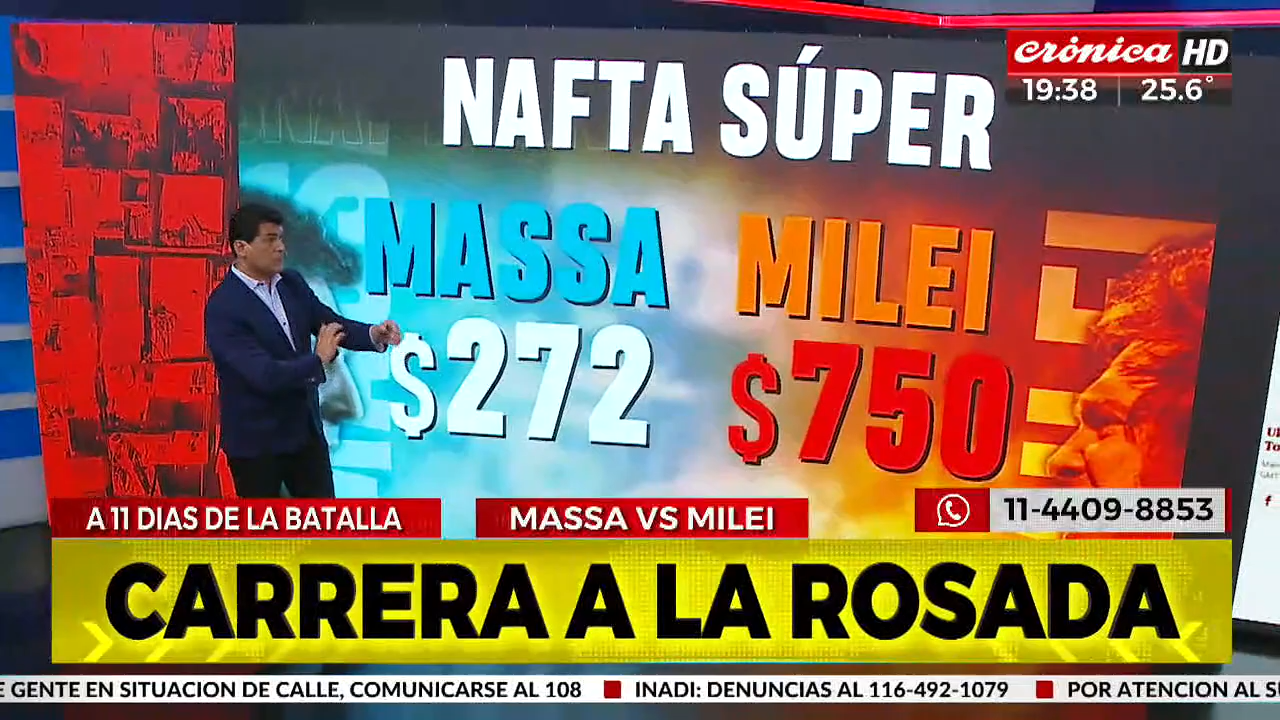 crónica HD
19:38 25.6°
NAFTA SÚPER
MASSA
MILEI
$272
$750
A 11 DIAS DE LA BATALLA
MASSA VS MILEI
11-4409-8853
CARRERA A LA ROSADA
E GENTE EN SITUACION DE CALLE, COMUNICARSE AL 108 INADI: DENUNCIAS AL 116-492-1079 POR ATENCION AL